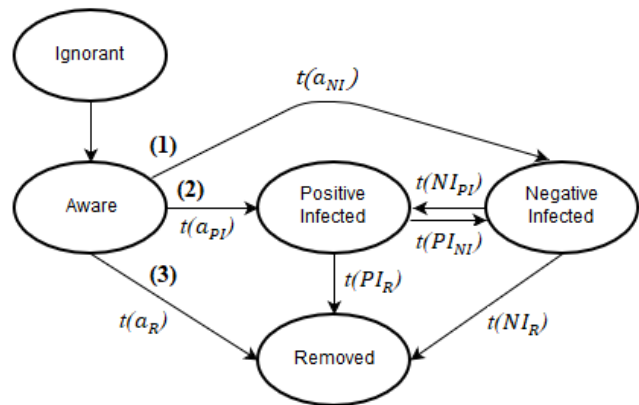 Ignorant
t(a_NI)
(1)
Aware
(2)
t(a_PI)
Positive
Infected
t(NI_PI)
t(PI_NI)
Negative
Infected
(3)
t(a_R)
t(PI_R)
t(NI_R)
Removed